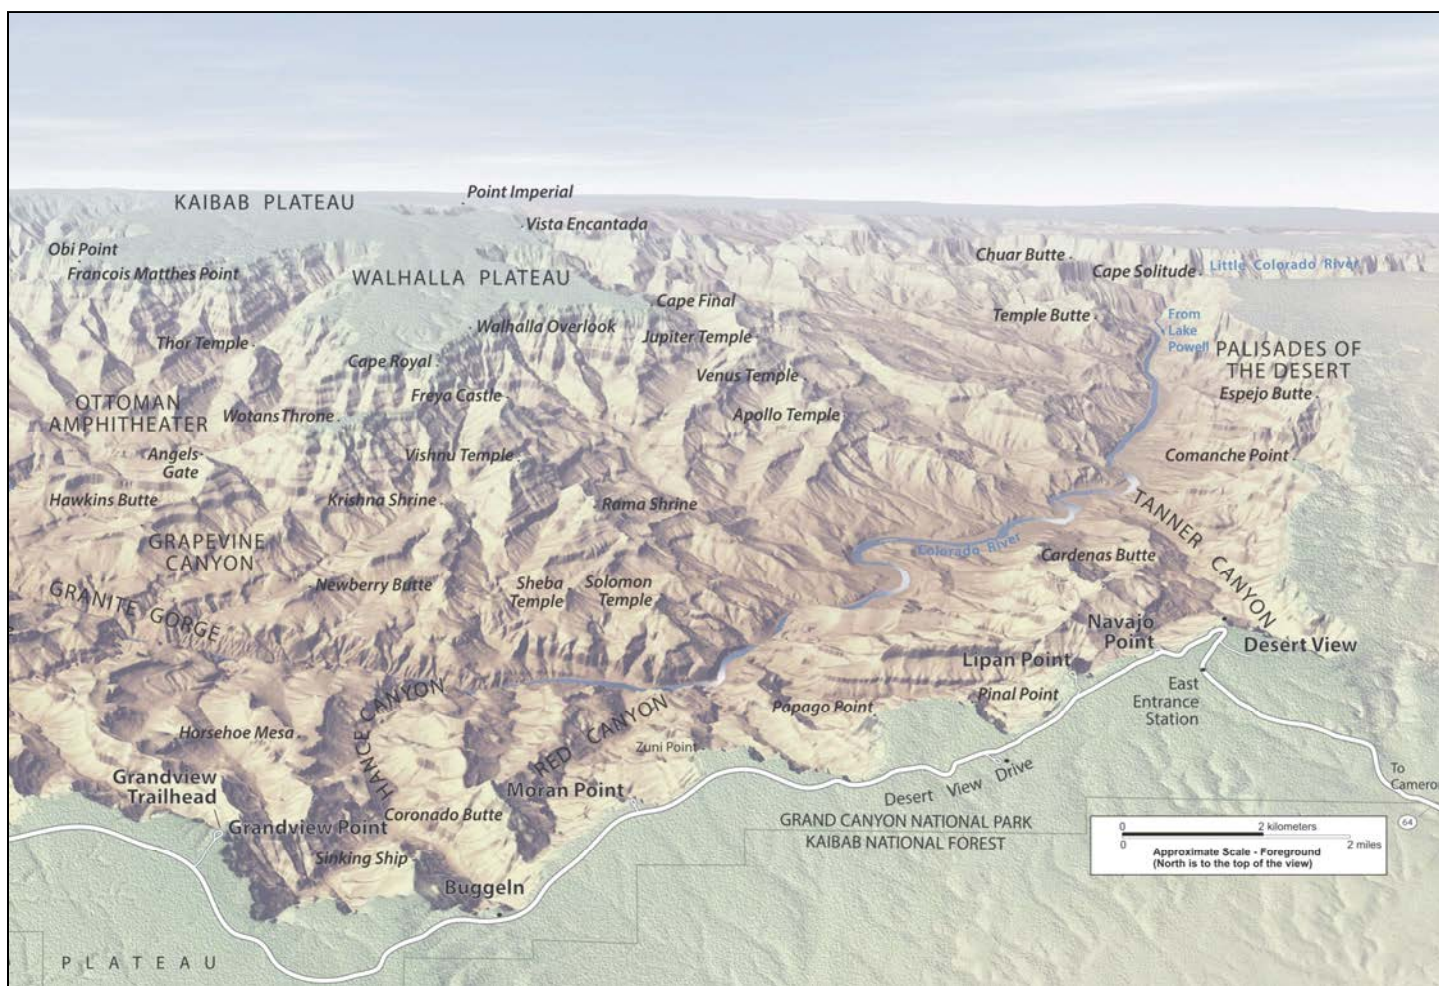 Point Imperial
KAIBAB PLATEAU
Vista Encantada
Obi Point
Chuar Butte
Francois Matthes Point
Cape Solitude
Little Colorado River
WALHALLA PLATEAU
Cape Final
Temple Butte
From
Lake
Powell
Walhalla Overlook
Jupiter Temple
Thor Temple
PALISADES OF
THE DESERT
Cape Royal
Venus Temple
Freya Castle
Espejo Butte
OTTOMAN
AMPHITHEATER
Wotans Throne
Apollo Temple
Angels
Gate
Vishnu Temple
Comanche Point
Hawkins Butte
Krishna Shrine
Rama Shrine
TANNER CANYON
GRAPEVINE
CANYON
Colorado River
Cardenas Butte
GRANITE GORGE
Newberry Butte
Sheba
Temple
Solomon
Temple
Navajo
Point
Desert View
Lipan Point
East
Entrance
Station
Pinal Point
HANCE CANYON
RED CANYON
Papago Point
Horsehoe Mesa
Zuni Point
Grandview
Trailhead
Moran Point
Desert View Drive
To
Cameron
Coronado Butte
Grandview Point
GRAND CANYON NATIONAL PARK
KAIBAB NATIONAL FOREST
64
0 2 kilometers
0 2 miles
Approximate Scale - Foreground
(North is to the top of the view)
Sinking Ship
Buggeln
PLATEAU